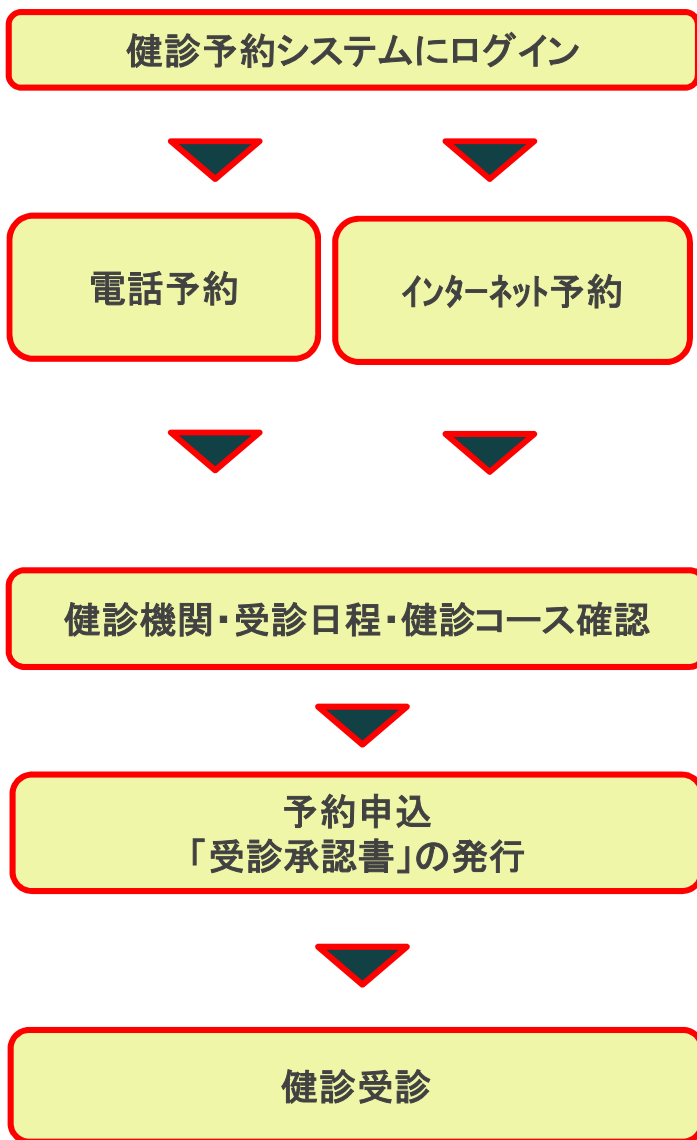 健診予約システムにログイン
電話予約
インターネット予約
健診機関・受診日程・健診コース確認
予約申込
「受診承認書」の発行
健診受診